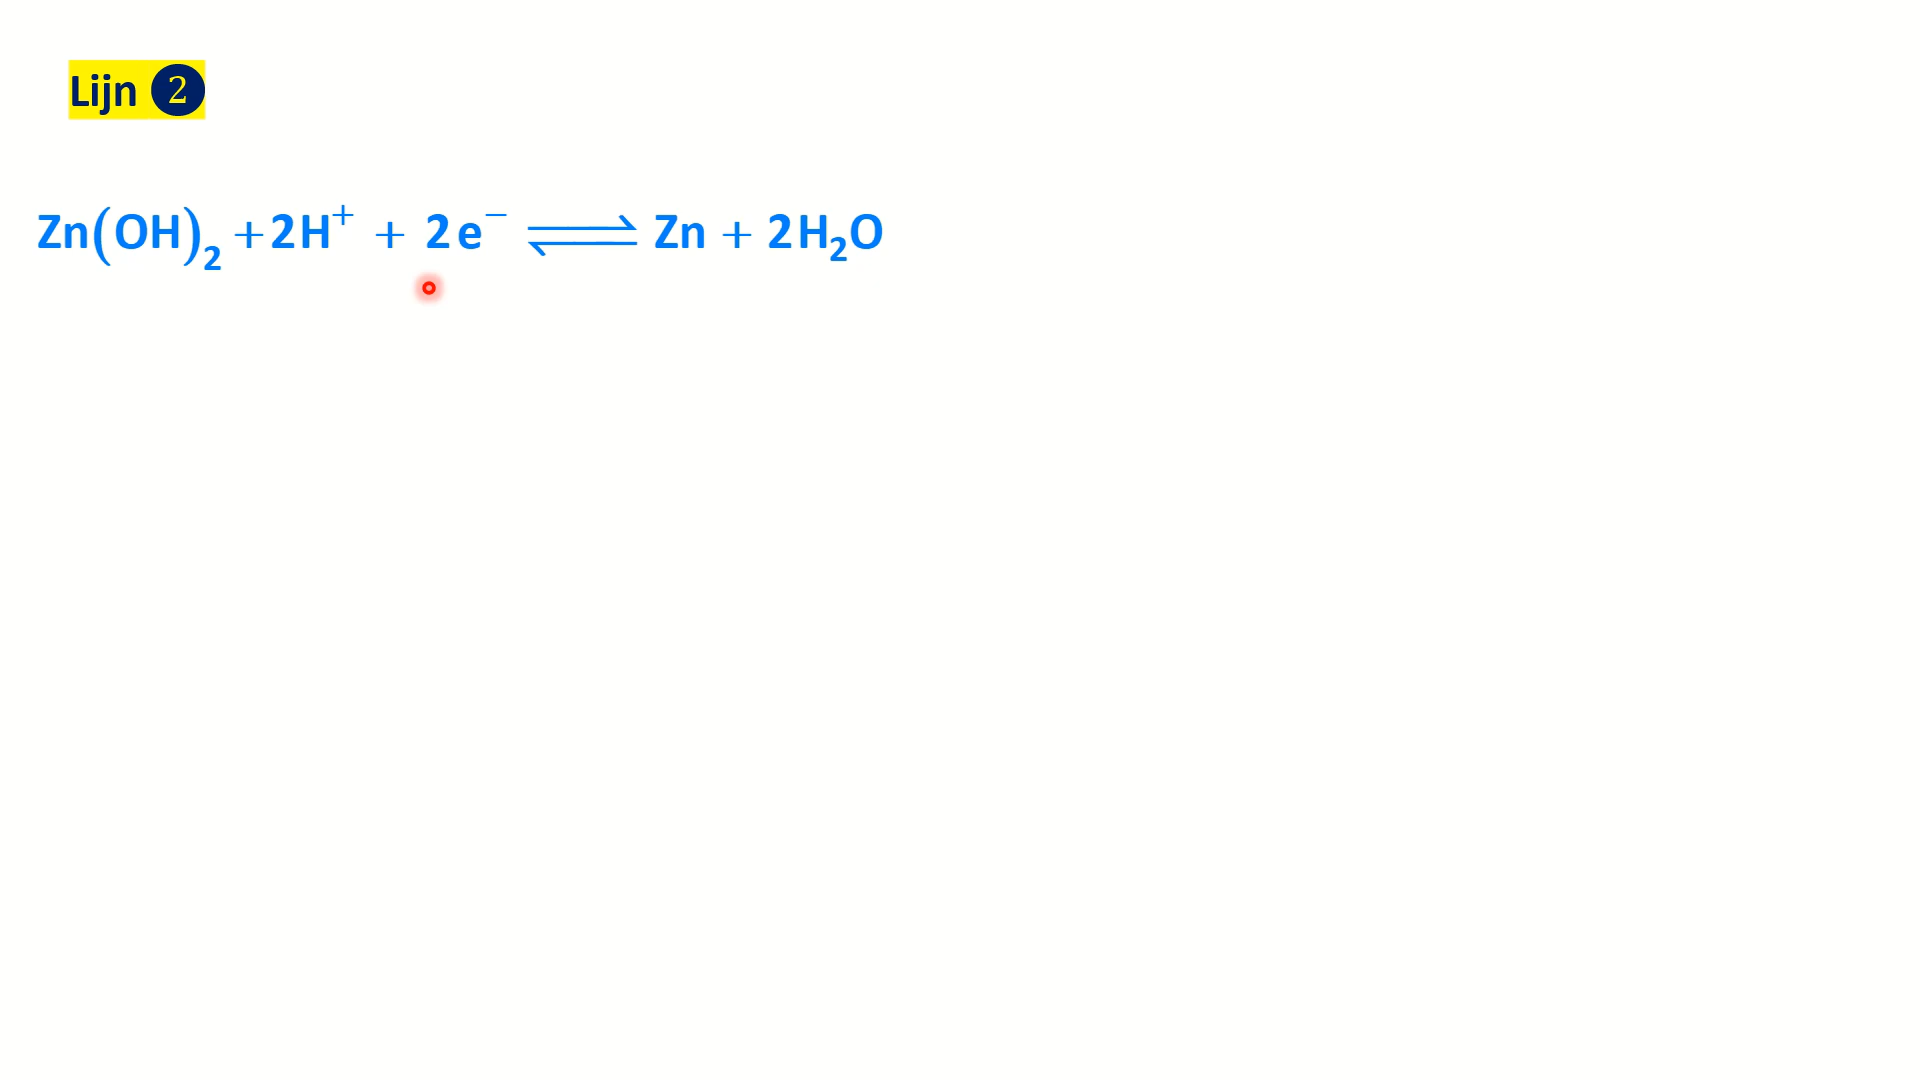 Lijn 2
Zn(OH)₂ + 2H⁺ + 2e⁻ ⇌ Zn + 2H₂O